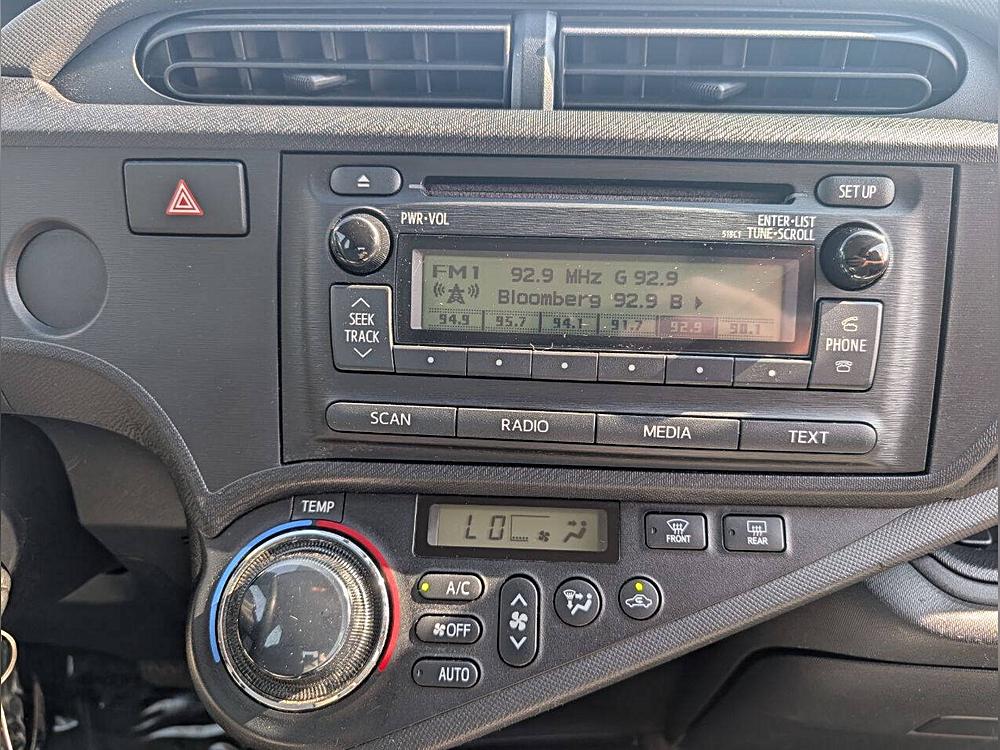 SET UP
PWR•VOL
ENTER•LIST
518C1 TUNE•SCROLL
FM1 92.9 MHz G 92.9
Bloomberg 92.9 B
94.9 95.7 94.1 91.7 92.9 90.1
SEEK
TRACK
PHONE
SCAN RADIO MEDIA TEXT
TEMP
LO
FRONT
REAR
A/C
OFF
AUTO